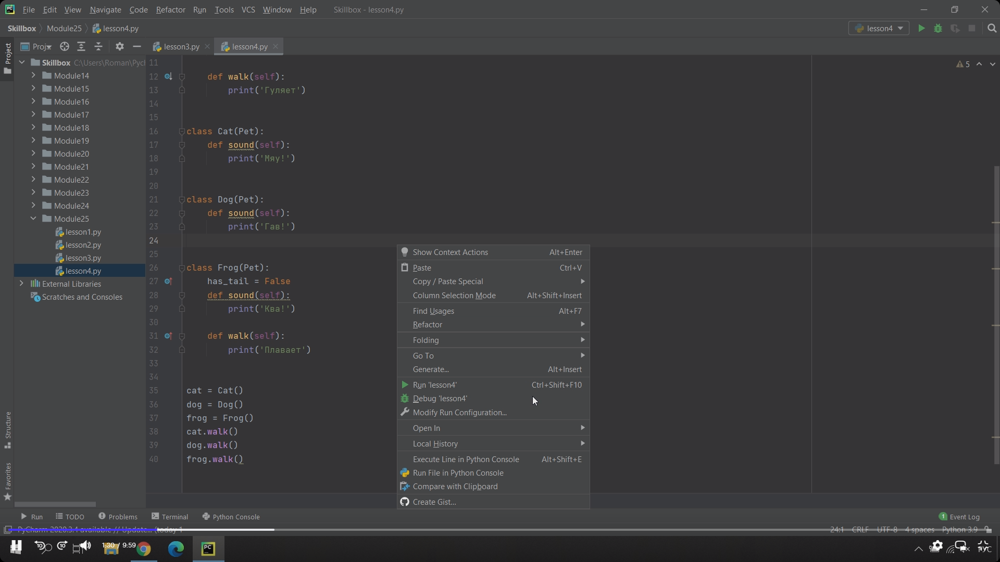 File Edit View Navigate Code Refactor Run Tools VCS Window Help Skillbox - lesson4.py
Skillbox Module25 lesson4.py lesson4
Project
Proj lesson3.py lesson4.py
Skillbox C:\Users\Roman\Pycl
Module14
Module15
Module16
Module17
Module18
Module19
Module20
Module21
Module22
Module23
Module24
Module25
lesson1.py
lesson2.py
lesson3.py
lesson4.py
External Libraries
Scratches and Consoles
Structure
Favorites
5
11
12 def walk(self):
13 print('Гуляет')
14
15
16 class Cat(Pet):
17 def sound(self):
18 print('Мяу!')
19
20
21 class Dog(Pet):
22 def sound(self):
23 print('Гав!')
24
25
26 class Frog(Pet):
27 has_tail = False
28 def sound(self):
29 print('Ква!')
30
31 def walk(self):
32 print('Плавает')
33
34
35 cat = Cat()
36 dog = Dog()
37 frog = Frog()
38 cat.walk()
39 dog.walk()
40 frog.walk()
Show Context Actions Alt+Enter
Paste Ctrl+V
Copy / Paste Special
Column Selection Mode Alt+Shift+Insert
Find Usages Alt+F7
Refactor
Folding
Go To
Generate... Alt+Insert
Run 'lesson4' Ctrl+Shift+F10
Debug 'lesson4'
Modify Run Configuration...
Open In
Local History
Execute Line in Python Console Alt+Shift+E
Run File in Python Console
Compare with Clipboard
Create Gist...
Run TODO Problems Terminal Python Console 1 Event Log
PyCharm 2020.3.4 available // Update... (today 1 24:1 CRLF UTF-8 4 spaces Python 3.9
10 10 1:30 / 9:59 PC РУС